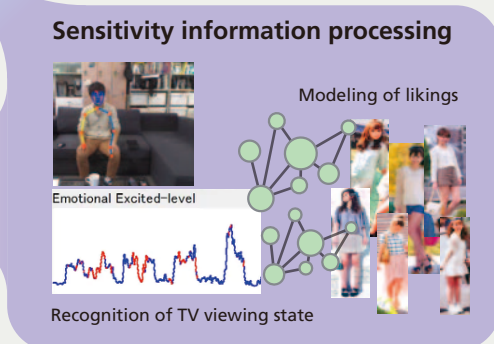 Sensitivity information processing
Modeling of likings
Emotional Excited-level
Recognition of TV viewing state